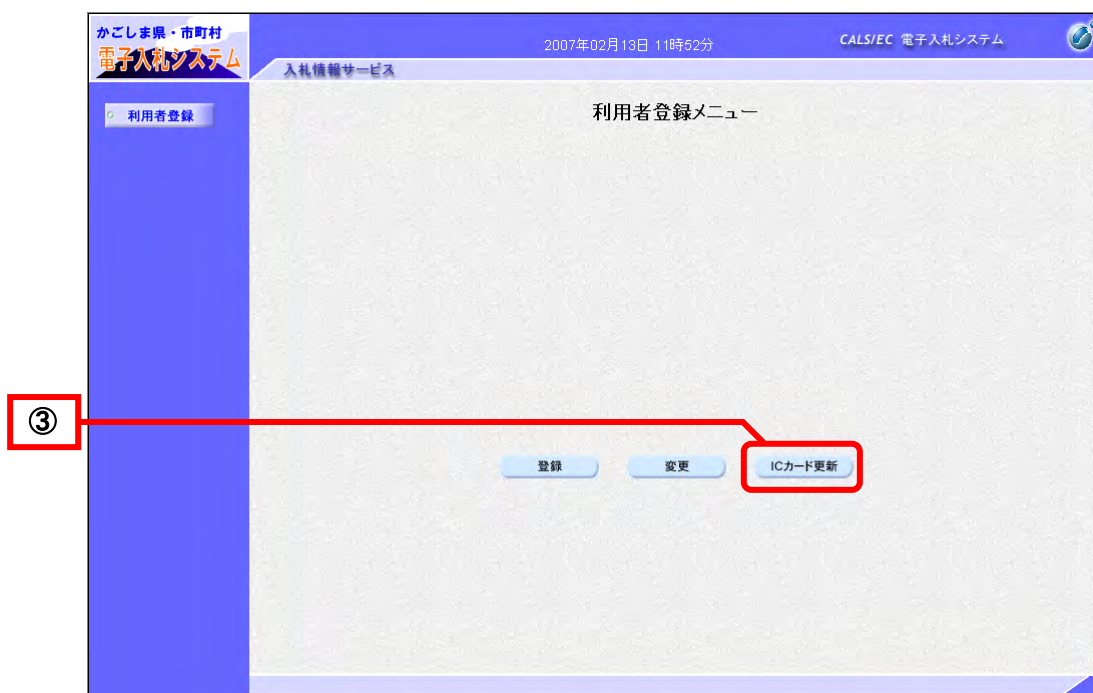 かごしま県・市町村
電子入札システム
2007年02月13日 11時52分
CALS/EC 電子入札システム
入札情報サービス
利用者登録
利用者登録メニュー
③
登録
変更
ICカード更新